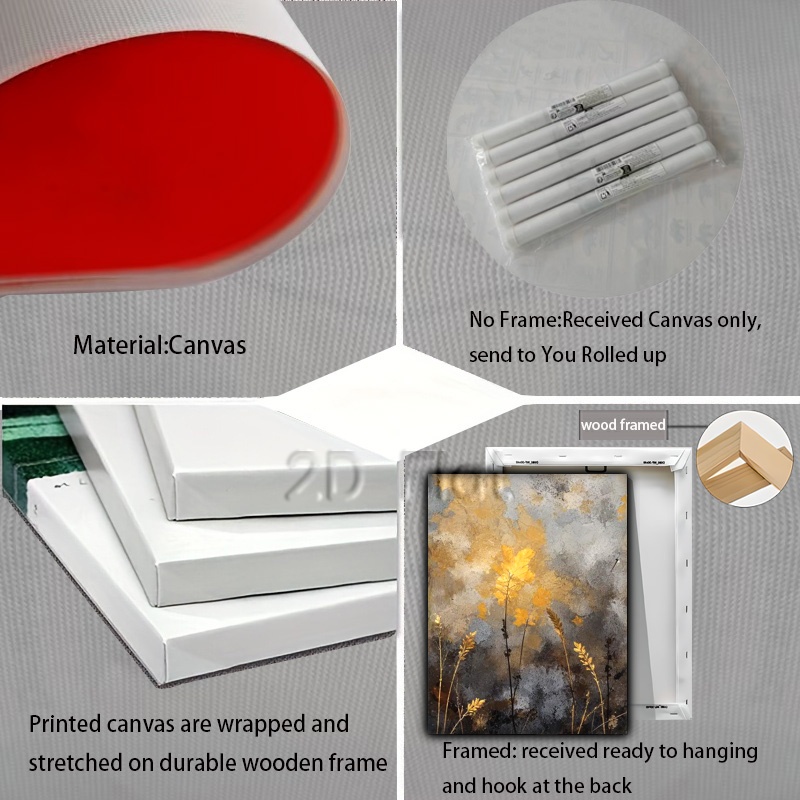 Material:Canvas
No Frame:Received Canvas only,
send to You Rolled up
wood framed
2.D
Printed canvas are wrapped and
stretched on durable wooden frame
Framed: received ready to hanging
and hook at the back